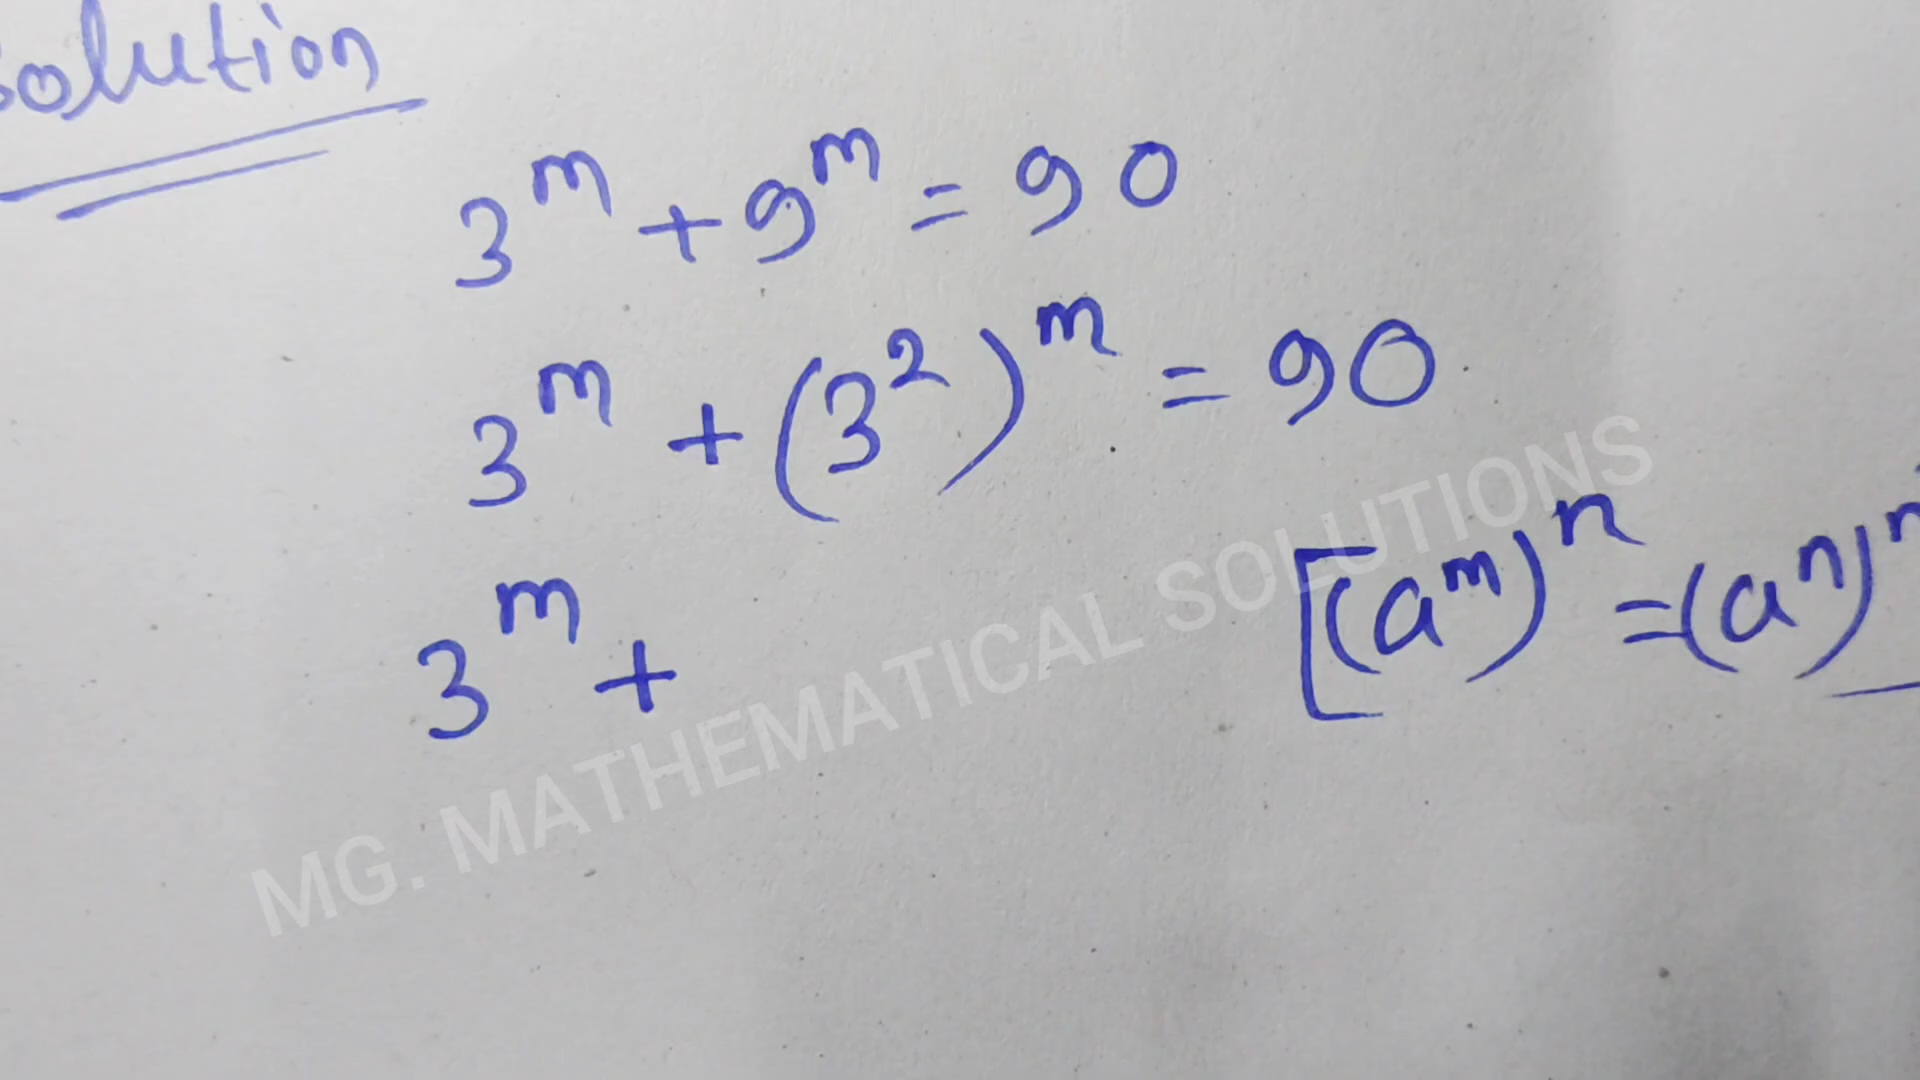 Solution
3^m + 9^m = 90
3^m + (3^2)^m = 90
[(a^m)^n = (a^n)^m
3^m +
MG. MATHEMATICAL SOLUTIONS